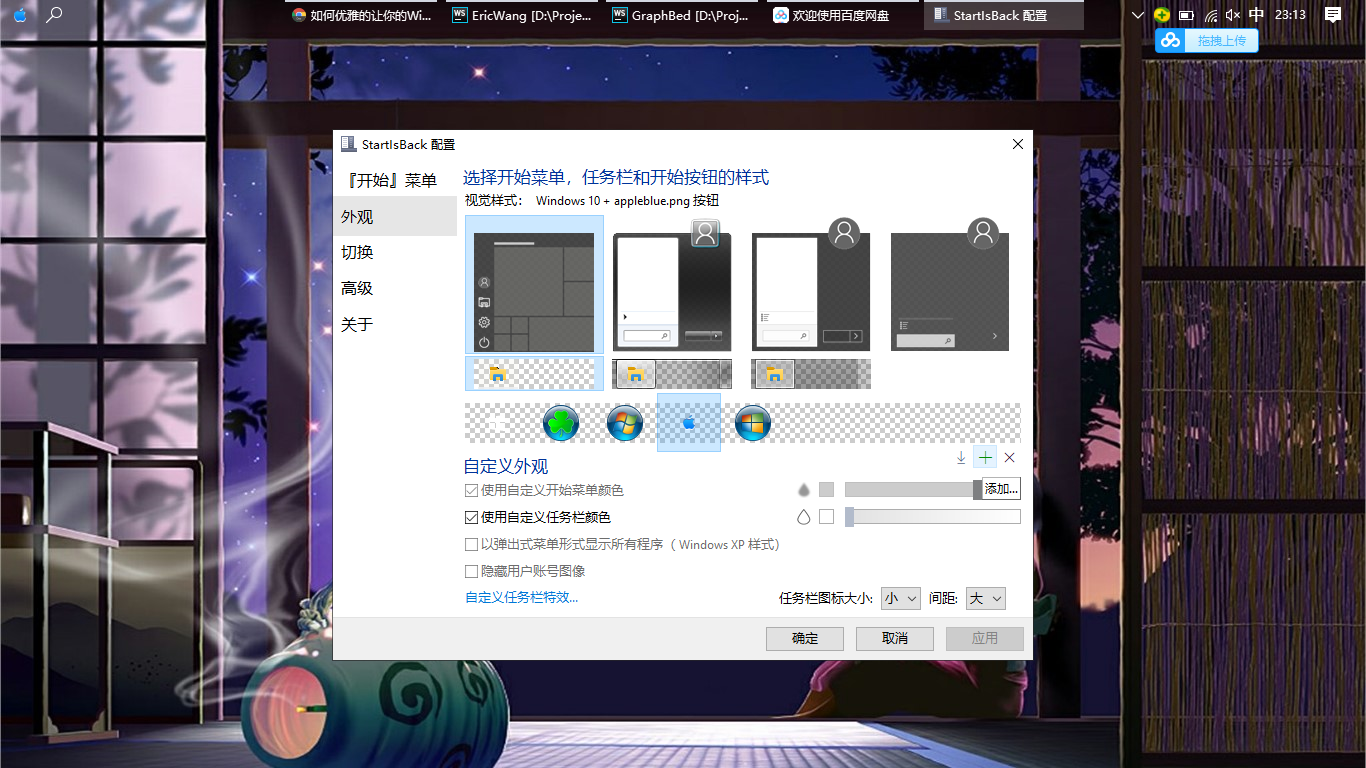 如何优雅的让你的Wi...
WS EricWang [D:\Proje...
WS GraphBed [D:\Proj...
欢迎使用百度网盘
StartIsBack 配置
中
23:13
拖拽上传
StartIsBack 配置
『开始』菜单
外观
切换
高级
关于
选择开始菜单，任务栏和开始按钮的样式
视觉样式： Windows 10 + appleblue.png 按钮
自定义外观
使用自定义开始菜单颜色
添加...
使用自定义任务栏颜色
以弹出式菜单形式显示所有程序（ Windows XP 样式）
隐藏用户账号图像
自定义任务栏特效...
任务栏图标大小: 小 间距: 大
确定 取消 应用